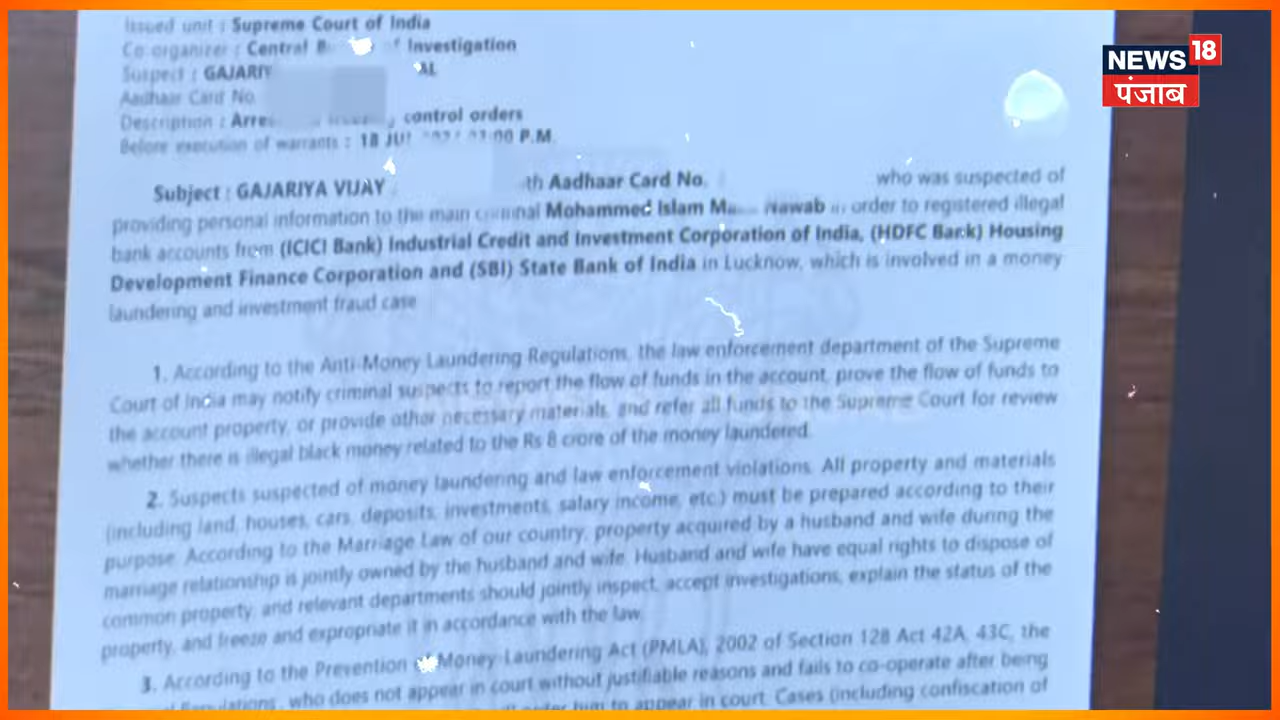 NEWS 18
पंजाब
Issued unit : Supreme Court of India
Co organizer : Central of Investigation
Suspect : GAJARIY AL
Aadhaar Card No.
Description : control orders
Before execution of warrants : 18 P.M.
Subject : GAJARIYA VIJAY Aadhaar Card No. who was suspected of
providing personal information to the main criminal Mohammed Islam Nawab in order to registered illegal
bank accounts from (ICICI Bank) Industrial Credit and Investment Corporation of India, (HDFC Bank) Housing
Development Finance Corporation and (SBI) State Bank of India in Lucknow, which is involved in a money
laundering and investment fraud case
1. According to the Anti-Money Laundering Regulations, the law enforcement department of the Supreme
Court of India may notify criminal suspects to report the flow of funds in the account, prove the flow of funds to
the account property, or provide other necessary materials, and refer all funds to the Supreme Court for review
whether there is illegal black money related to the Rs 8 crore of the money laundered.
2. Suspects suspected of money laundering and law enforcement violations. All property and materials
(including land, houses, cars, deposits, investments, salary income, etc.) must be prepared according to their
purpose. According to the Marriage Law of our country, property acquired by a husband and wife during the
marriage relationship is jointly owned by the husband and wife. Husband and wife have equal rights to dispose of
common property, and relevant departments should jointly inspect, accept investigations, explain the status of the
property, and freeze and expropriate it in accordance with the law.
3. According to the Prevention of Money-Laundering Act (PMLA), 2002 of Section 128 Act 42A, 43C, the
Regulations, who does not appear in court without justifiable reasons and fails to co-operate after being
order him to appear in court. Cases (including confiscation of